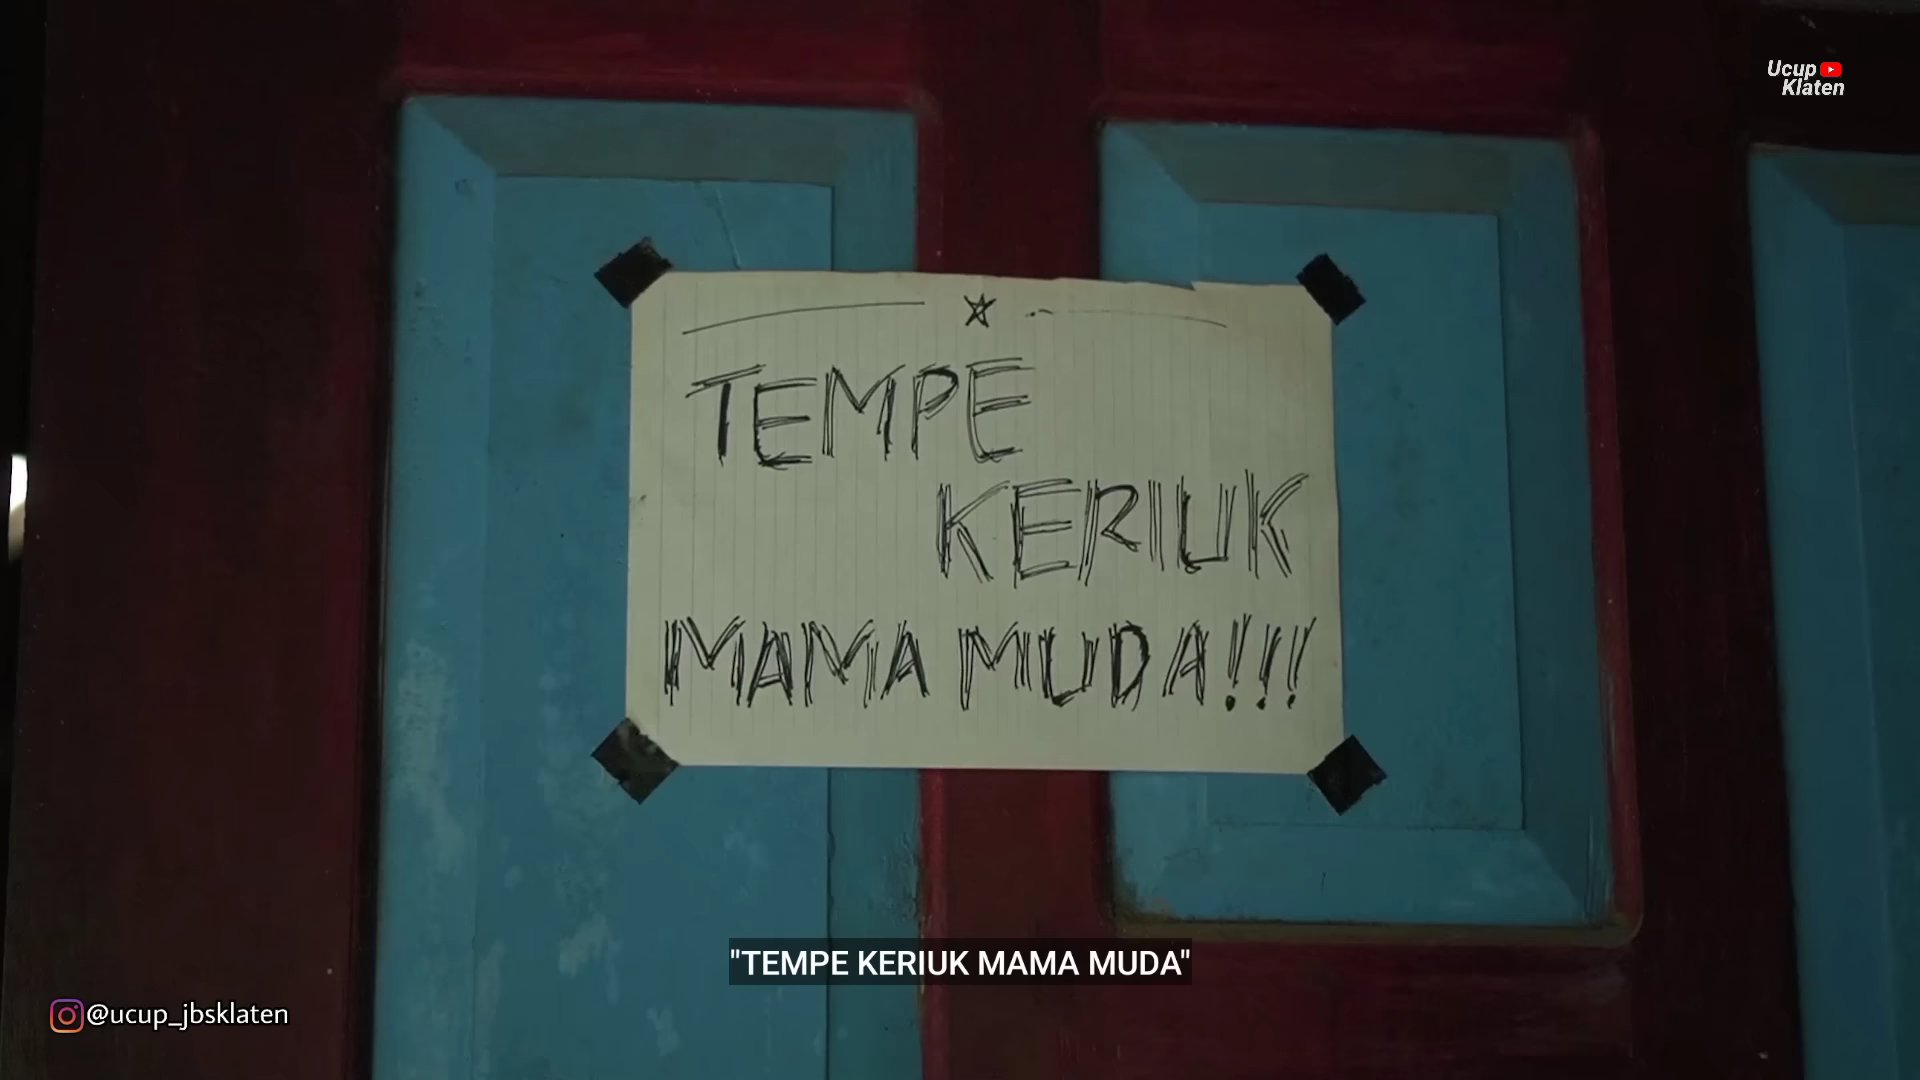 Ucup
Klaten
TEMPE
KERIUK
MAMA MUDA!!!
"TEMPE KERIUK MAMA MUDA"
@ucup_jbsklaten